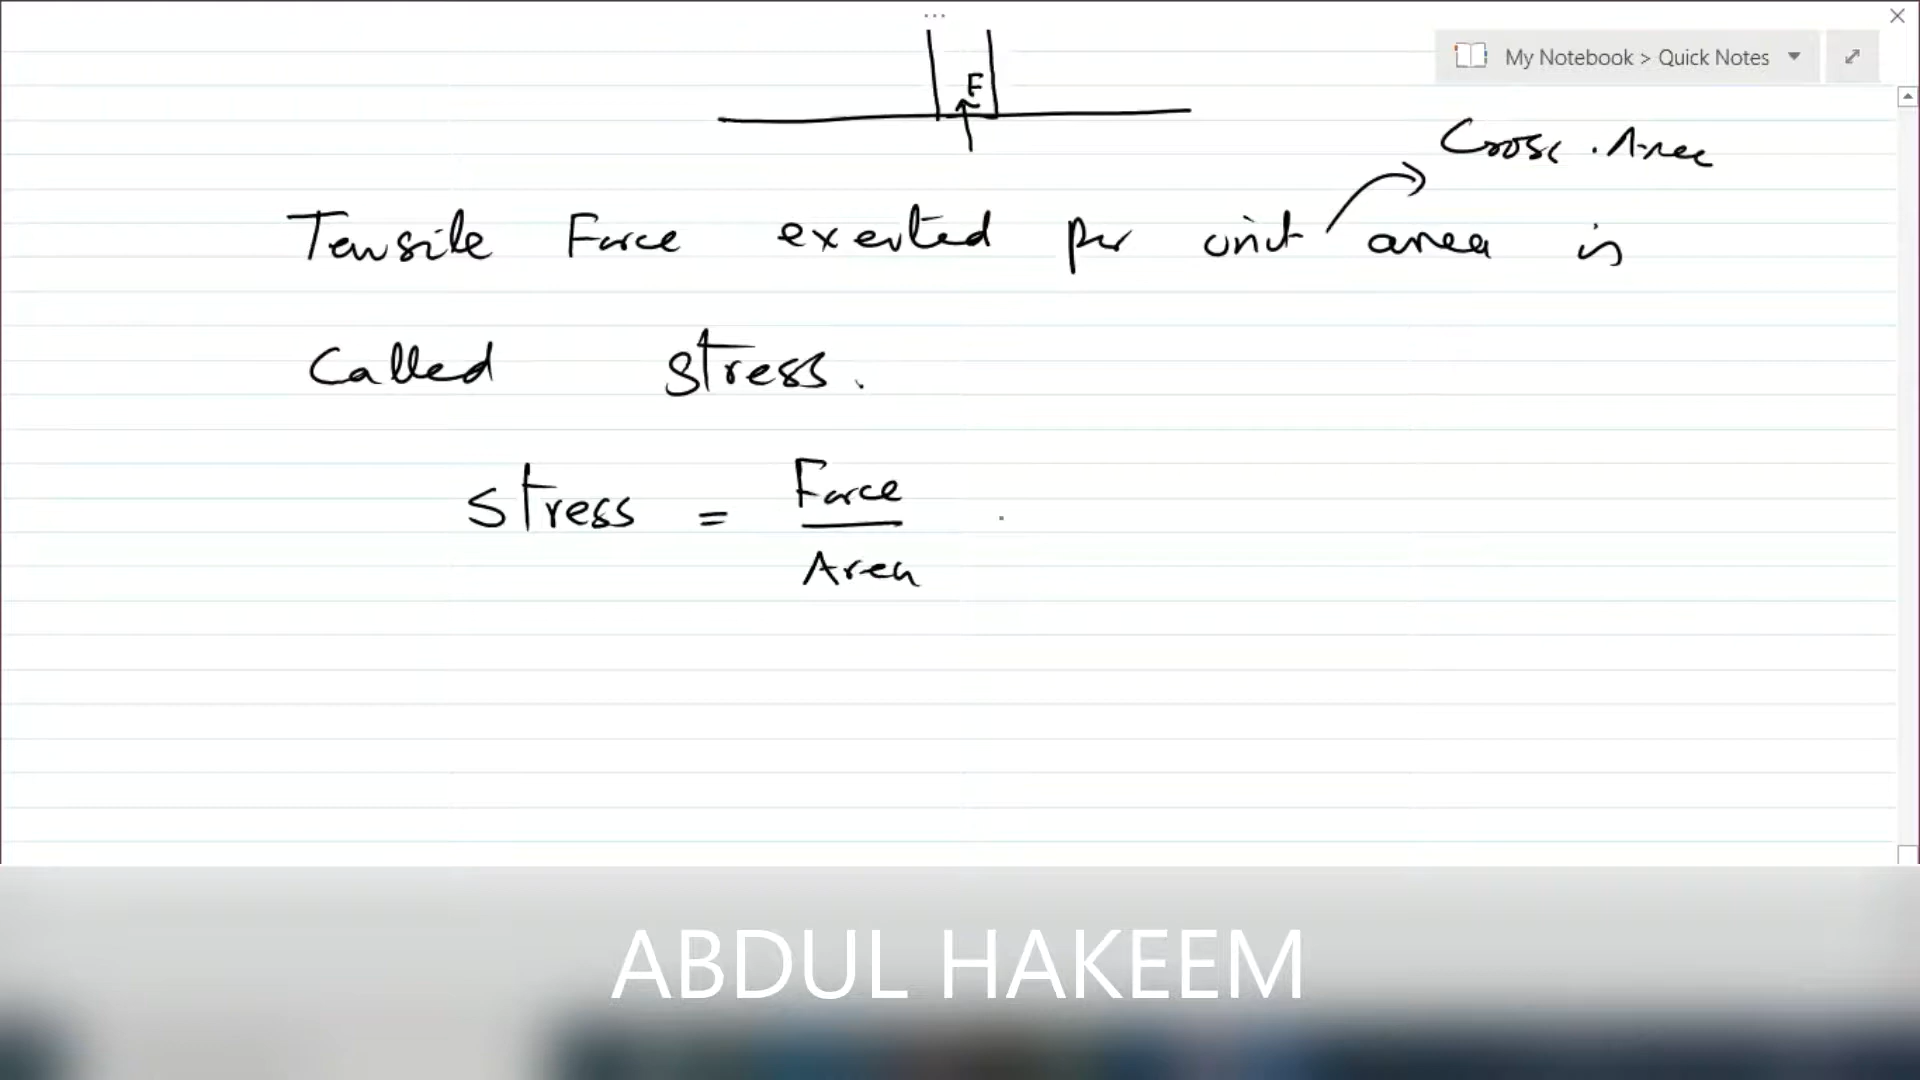 ...
My Notebook > Quick Notes
F
Cross. Area
Tensile Force exerted per unit area is
Called stress.
Stress = Force
Area
ABDUL HAKEEM